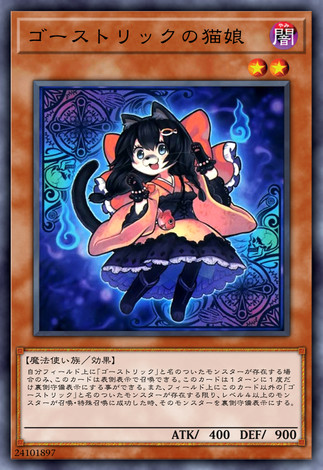 ゴーストリックの猫娘
やみ
闇
【魔法使い族／効果】
自分フィールド上に「ゴーストリック」と名のついたモンスターが存在する場
合のみ、このカードは表側表示で召喚できる。このカードは１ターンに１度だ
け裏側守備表示にする事ができる。また、フィールド上にこのカード以外の「ゴ
ーストリック」と名のついたモンスターが存在する限り、レベル４以上のモン
スターが召喚・特殊召喚に成功した時、そのモンスターを裏側守備表示にする。
ATK/ 400 DEF/ 900
24101897